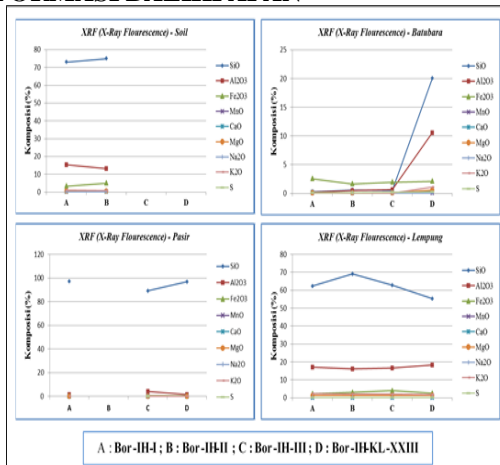 FORMASI BALIKPAPAN
XRF (X-Ray Flourescence) - Soil
Komposisi (%)
80
70
60
50
40
30
20
10
0
A B C D
SiO
Al2O3
Fe2O3
MnO
CaO
MgO
Na2O
K2O
S
XRF (X-Ray Flourescence) - Batubara
Komposisi (%)
25
20
15
10
5
0
A B C D
SiO
Al2O3
Fe2O3
MnO
CaO
MgO
Na2O
K2O
S
XRF (X-Ray Flourescence) - Pasir
Komposisi (%)
120
100
80
60
40
20
0
A B C D
SiO
Al2O3
Fe2O3
MnO
CaO
MgO
Na2O
K2O
S
XRF (X-Ray Flourescence) - Lempung
Komposisi (%)
80
70
60
50
40
30
20
10
0
A B C D
SiO
Al2O3
Fe2O3
MnO
CaO
MgO
Na2O
K2O
S
A : Bor-IH-I ; B : Bor-IH-II ; C : Bor-IH-III ; D : Bor-IH-KL-XXIII